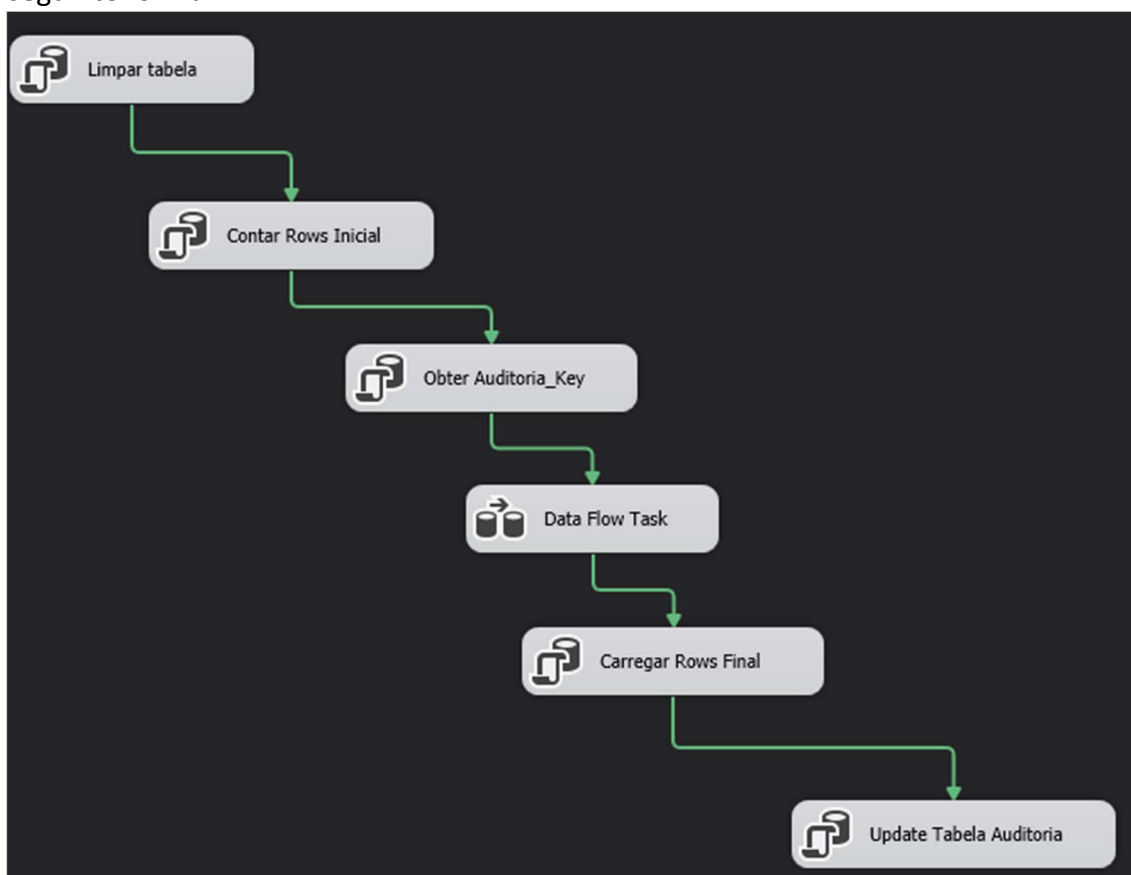 Limpar tabela
Contar Rows Inicial
Obter Auditoria_Key
Data Flow Task
Carregar Rows Final
Update Tabela Auditoria